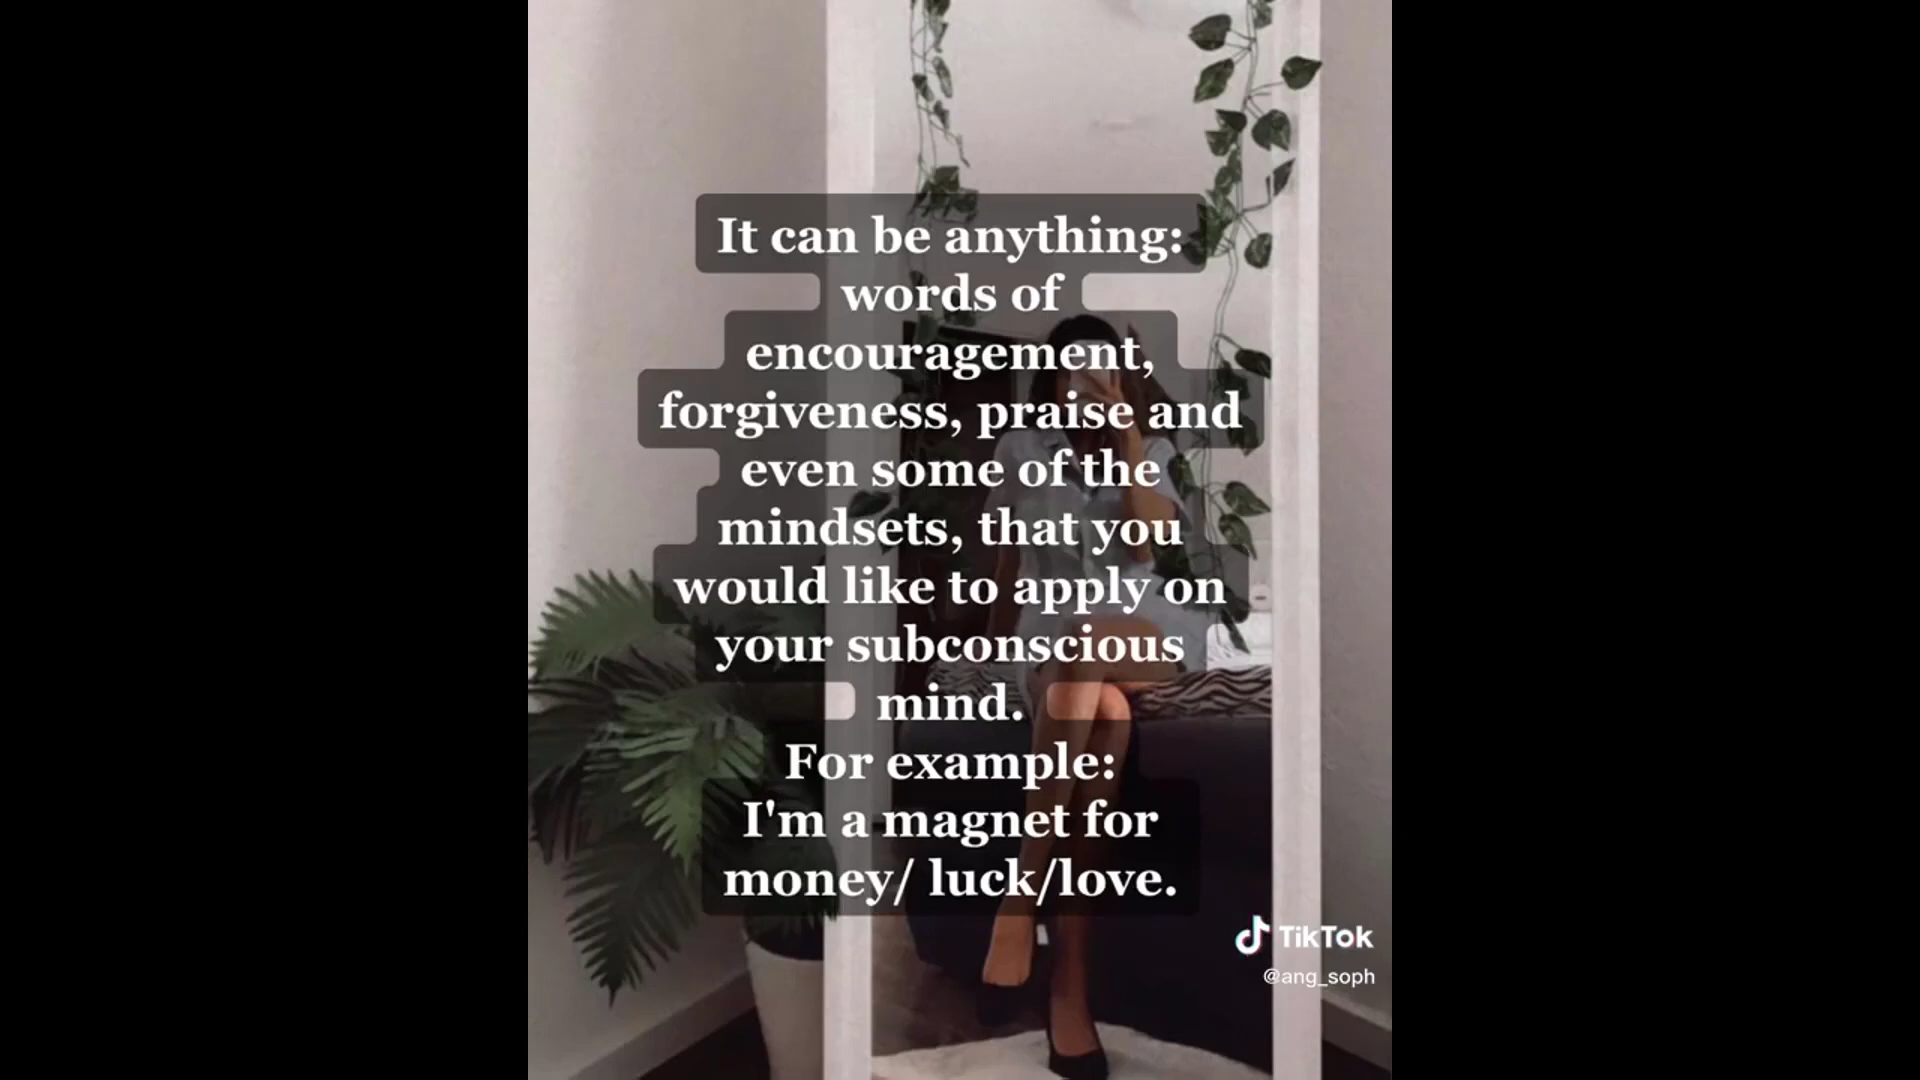 It can be anything:
words of
encouragement,
forgiveness, praise and
even some of the
mindsets, that you
would like to apply on
your subconscious
mind.
For example:
I'm a magnet for
money/ luck/love.
TikTok
@ang_soph